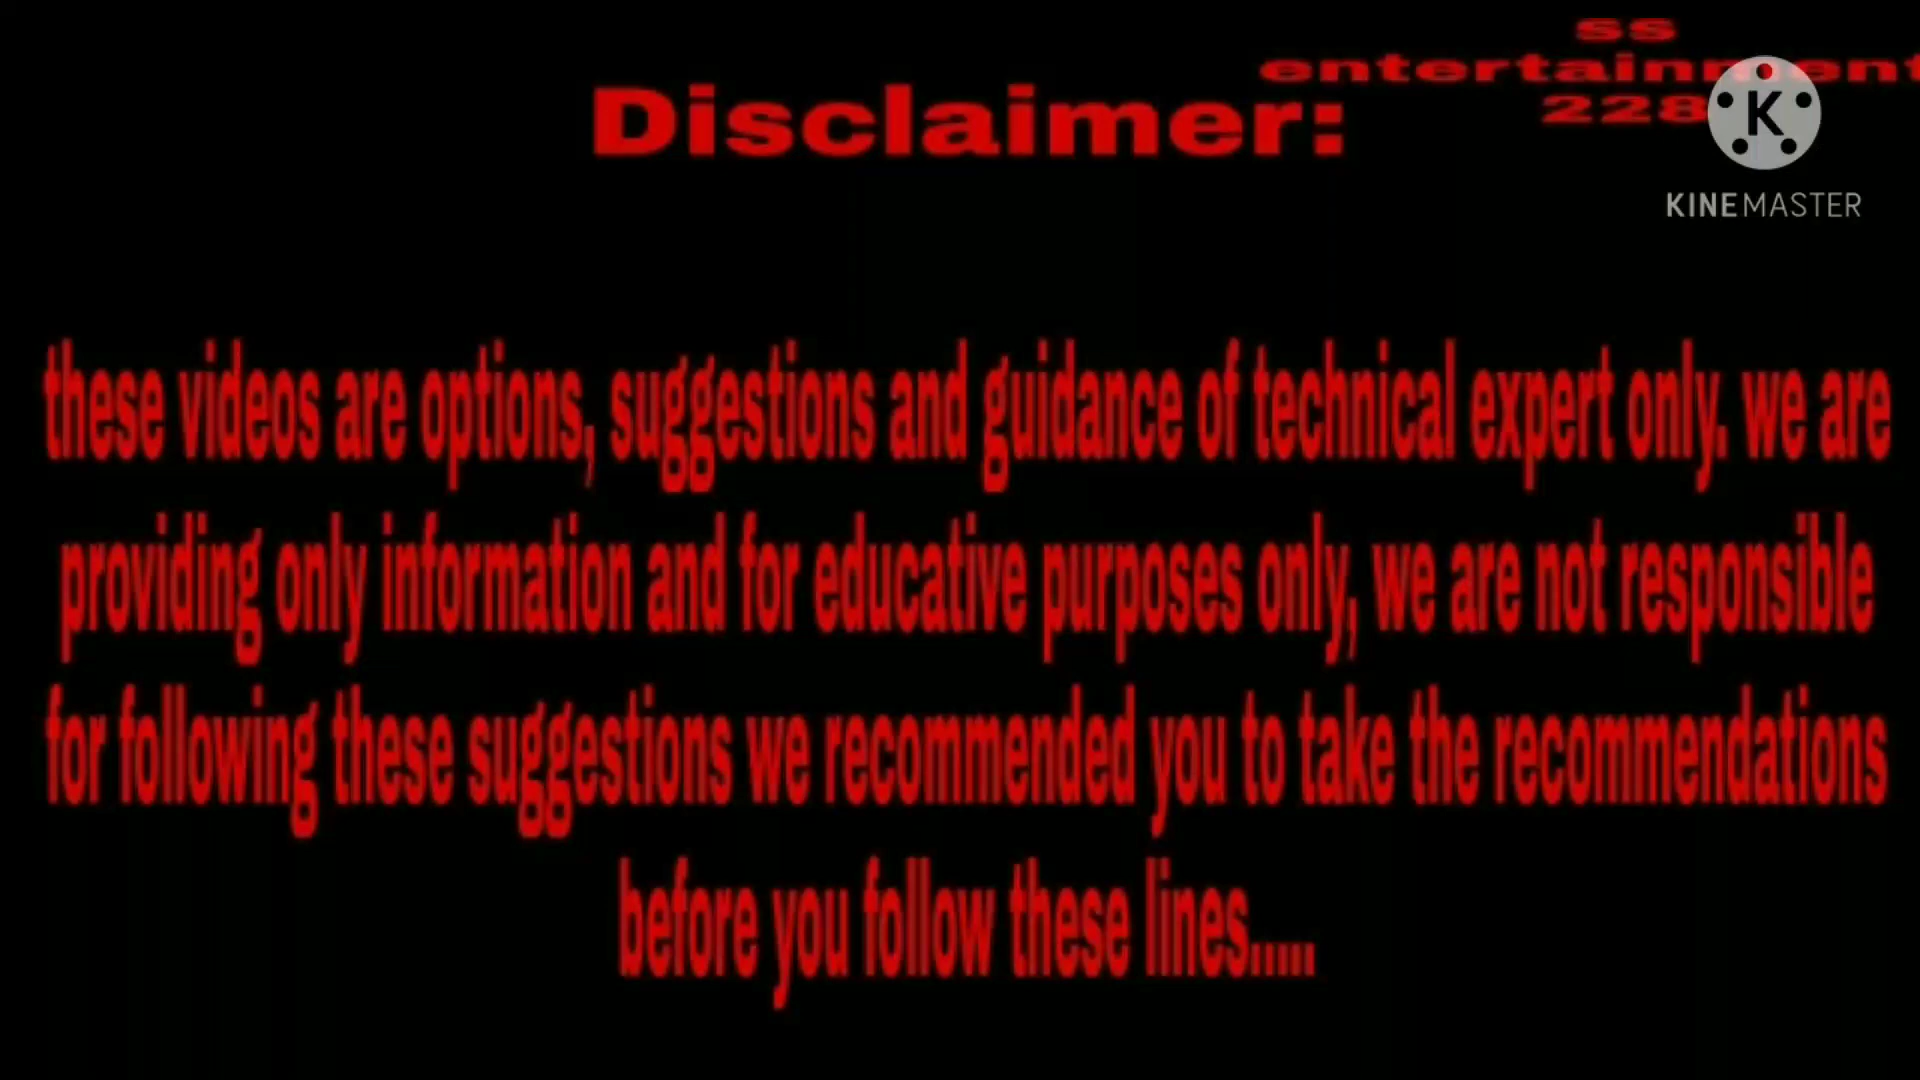 ss
entertainment
228
Disclaimer:
KINEMASTER
these videos are options, suggestions and guidance of technical expert only. we are
providing only information and for educative purposes only, we are not responsible
for following these suggestions we recommended you to take the recommendations
before you follow these lines.....